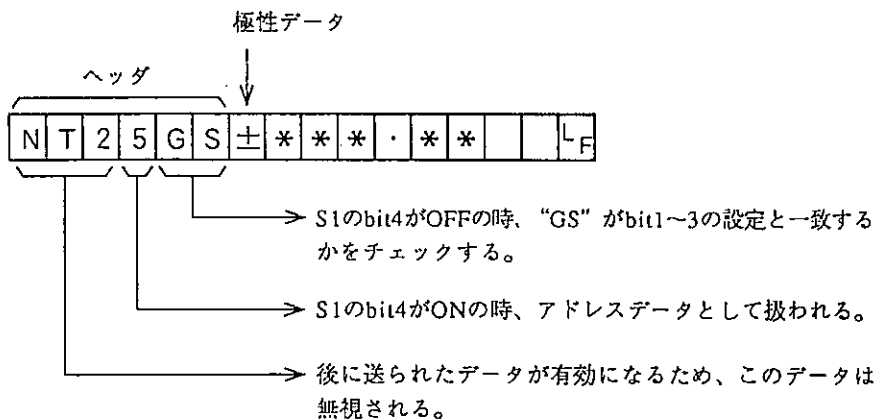 極性データ
ヘッダ
N T 2 5 G S ± * * * · * * LF
S1のbit4がOFFの時、“GS”がbit1～3の設定と一致する
かをチェックする。
S1のbit4がONの時、アドレスデータとして扱われる。
後に送られたデータが有効になるため、このデータは
無視される。